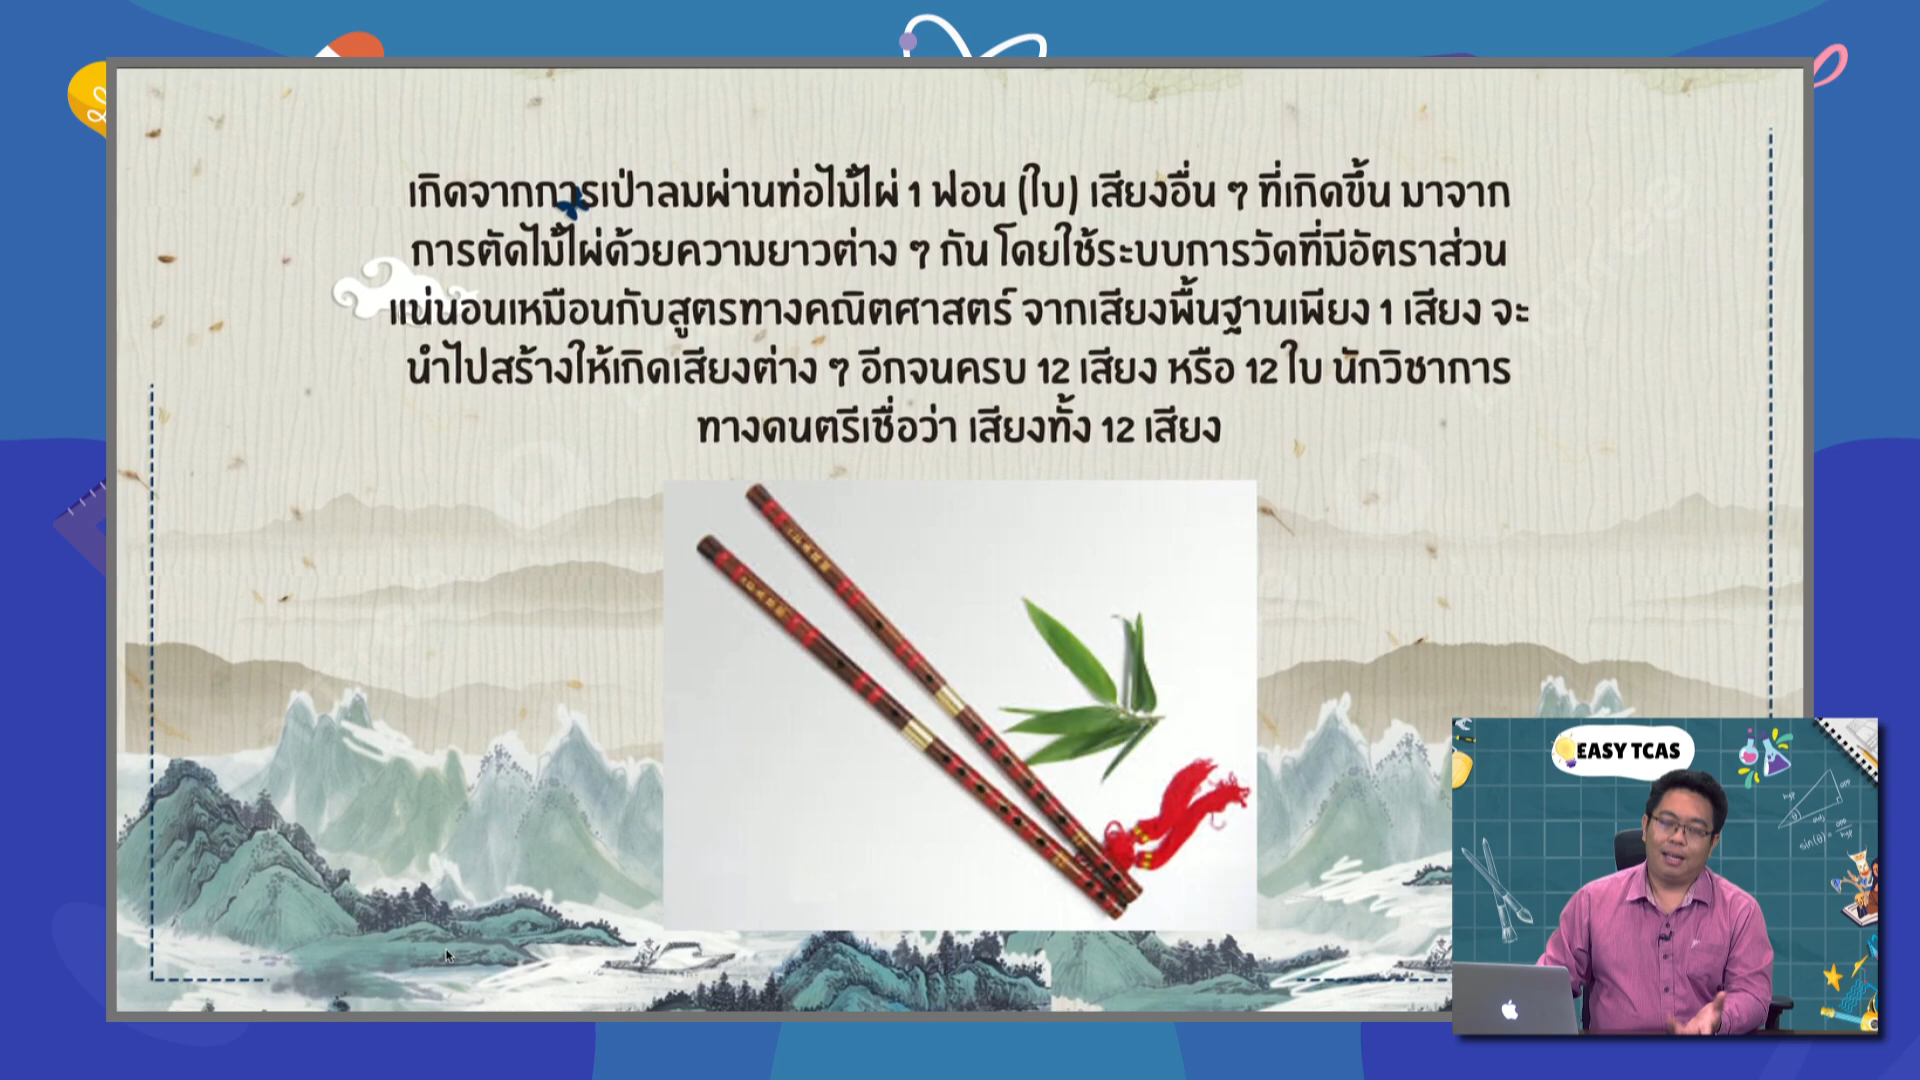 เกิดจากการเป่าลมผ่านท่อไม้ไผ่ 1 ฟอน (ใบ) เสียงอื่น ๆ ที่เกิดขึ้น มาจาก
การตัดไม้ไผ่ด้วยความยาวต่าง ๆ กัน โดยใช้ระบบการวัดที่มีอัตราส่วน
แน่นอนเหมือนกับสูตรทางคณิตศาสตร์ จากเสียงพื้นฐานเพียง 1 เสียง จะ
นำไปสร้างให้เกิดเสียงต่าง ๆ อีกจนครบ 12 เสียง หรือ 12 ใบ นักวิชาการ
ทางดนตรีเชื่อว่า เสียงทั้ง 12 เสียง
EASY TCAS